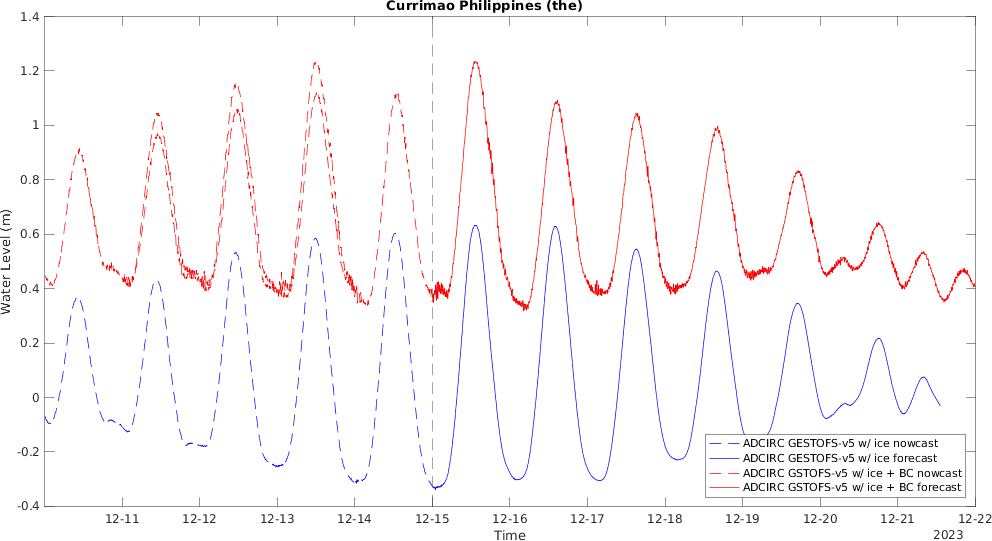 Currimao Philippines (the)
1.4
1.2
1
0.8
0.6
0.4
0.2
0
-0.2
-0.4
Water Level (m)
12-11 12-12 12-13 12-14 12-15 12-16 12-17 12-18 12-19 12-20 12-21 12-22
Time
2023
ADCIRC GESTOFS-v5 w/ ice nowcast
ADCIRC GESTOFS-v5 w/ ice forecast
ADCIRC GSTOFS-v5 w/ ice + BC nowcast
ADCIRC GSTOFS-v5 w/ ice + BC forecast